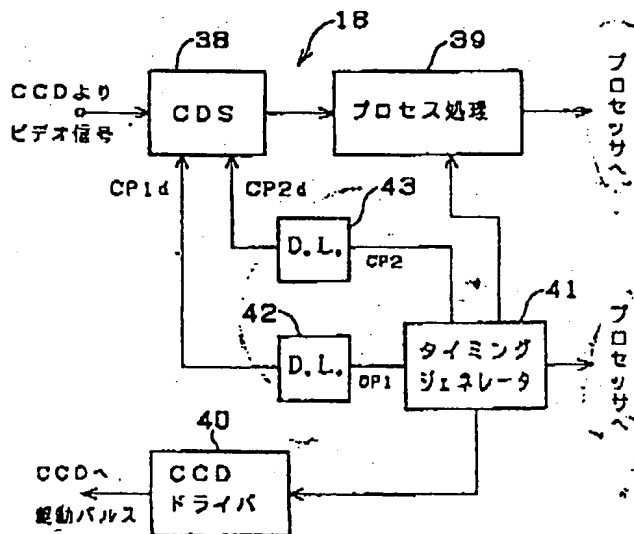 18
38
39
CCDより
ビデオ信号
CDS
プロセス処理
プロセッサへ
CP1d
CP2d
43
D.L.
CP2
42
D.L.
CP1
41
タイミング
ジェネレータ
プロセッサへ
40
CCDへ
駆動パルス
CCD
ドライバ